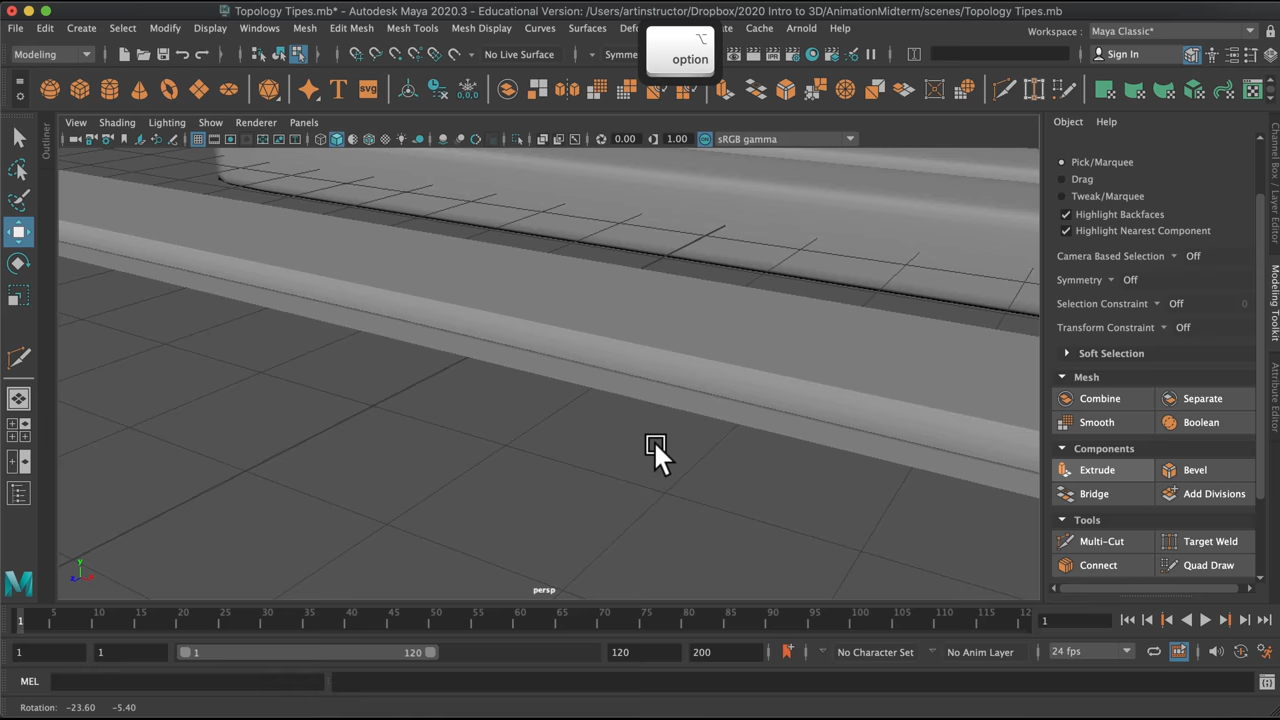 Topology Tipes.mb* - Autodesk Maya 2020.3 - Educational Version: /Users/artinstructor/Dropbox/2020 Intro to 3D/AnimationMidterm/scenes/Topology Tipes.mb
File Edit Create Select Modify Display Windows Mesh Edit Mesh Mesh Tools Mesh Display Curves Surfaces Cache Arnold Help
Workspace: Maya Classic*
option
Modeling No Live Surface Sign In
SVG
View Shading Lighting Show Renderer Panels
0.00 1.00 sRGB gamma
Outliner
Object Help
Pick/Marquee
Drag
Tweak/Marquee
Highlight Backfaces
Highlight Nearest Component
Camera Based Selection Off
Symmetry Off
Selection Constraint Off 0
Transform Constraint Off
Soft Selection
Mesh
Combine Separate
Smooth Boolean
Components
Extrude Bevel
Bridge Add Divisions
Tools
Multi-Cut Target Weld
Connect Quad Draw
Channel Box / Layer Editor
Modeling Toolkit
Attribute Editor
y
z x
persp
5 10 15 20 25 30 35 40 45 50 55 60 65 70 75 80 85 90 95 100 105 110 115
1 1
1 1 1 120 120 200 No Character Set No Anim Layer 24 fps
MEL
Rotation: -23.60 -5.40